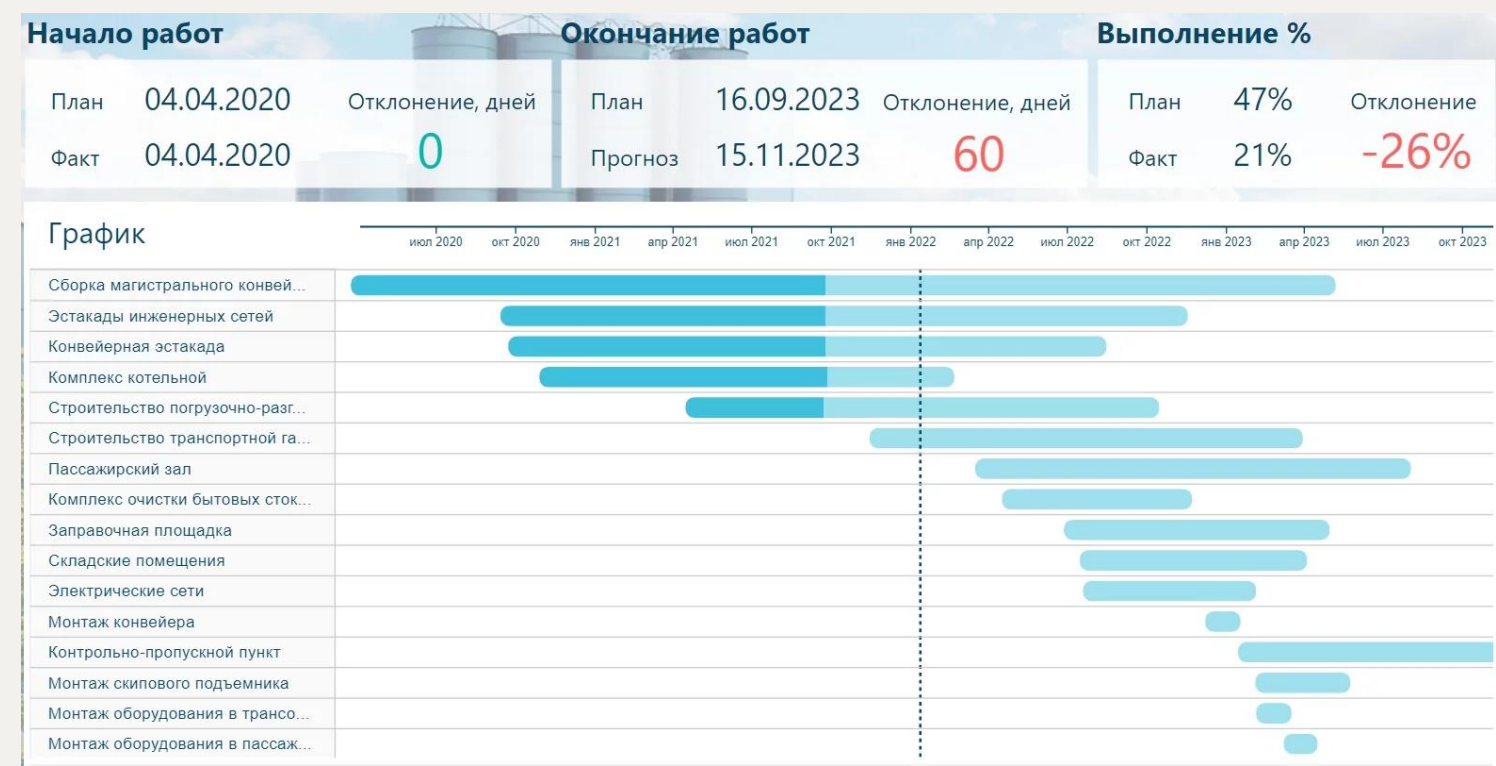 Начало работ
Окончание работ
Выполнение %
План 04.04.2020 Отклонение, дней
Факт 04.04.2020 0
План 16.09.2023 Отклонение, дней
Прогноз 15.11.2023 60
План 47% Отклонение
Факт 21% -26%
График
июл 2020 окт 2020 янв 2021 апр 2021 июл 2021 окт 2021 янв 2022 апр 2022 июл 2022 окт 2022 янв 2023 апр 2023 июл 2023 окт 2023
Сборка магистрального конвей...
Эстакады инженерных сетей
Конвейерная эстакада
Комплекс котельной
Строительство погрузочно-разг...
Строительство транспортной га...
Пассажирский зал
Комплекс очистки бытовых сток...
Заправочная площадка
Складские помещения
Электрические сети
Монтаж конвейера
Контрольно-пропускной пункт
Монтаж скипового подъемника
Монтаж оборудования в трансо...
Монтаж оборудования в пассаж...